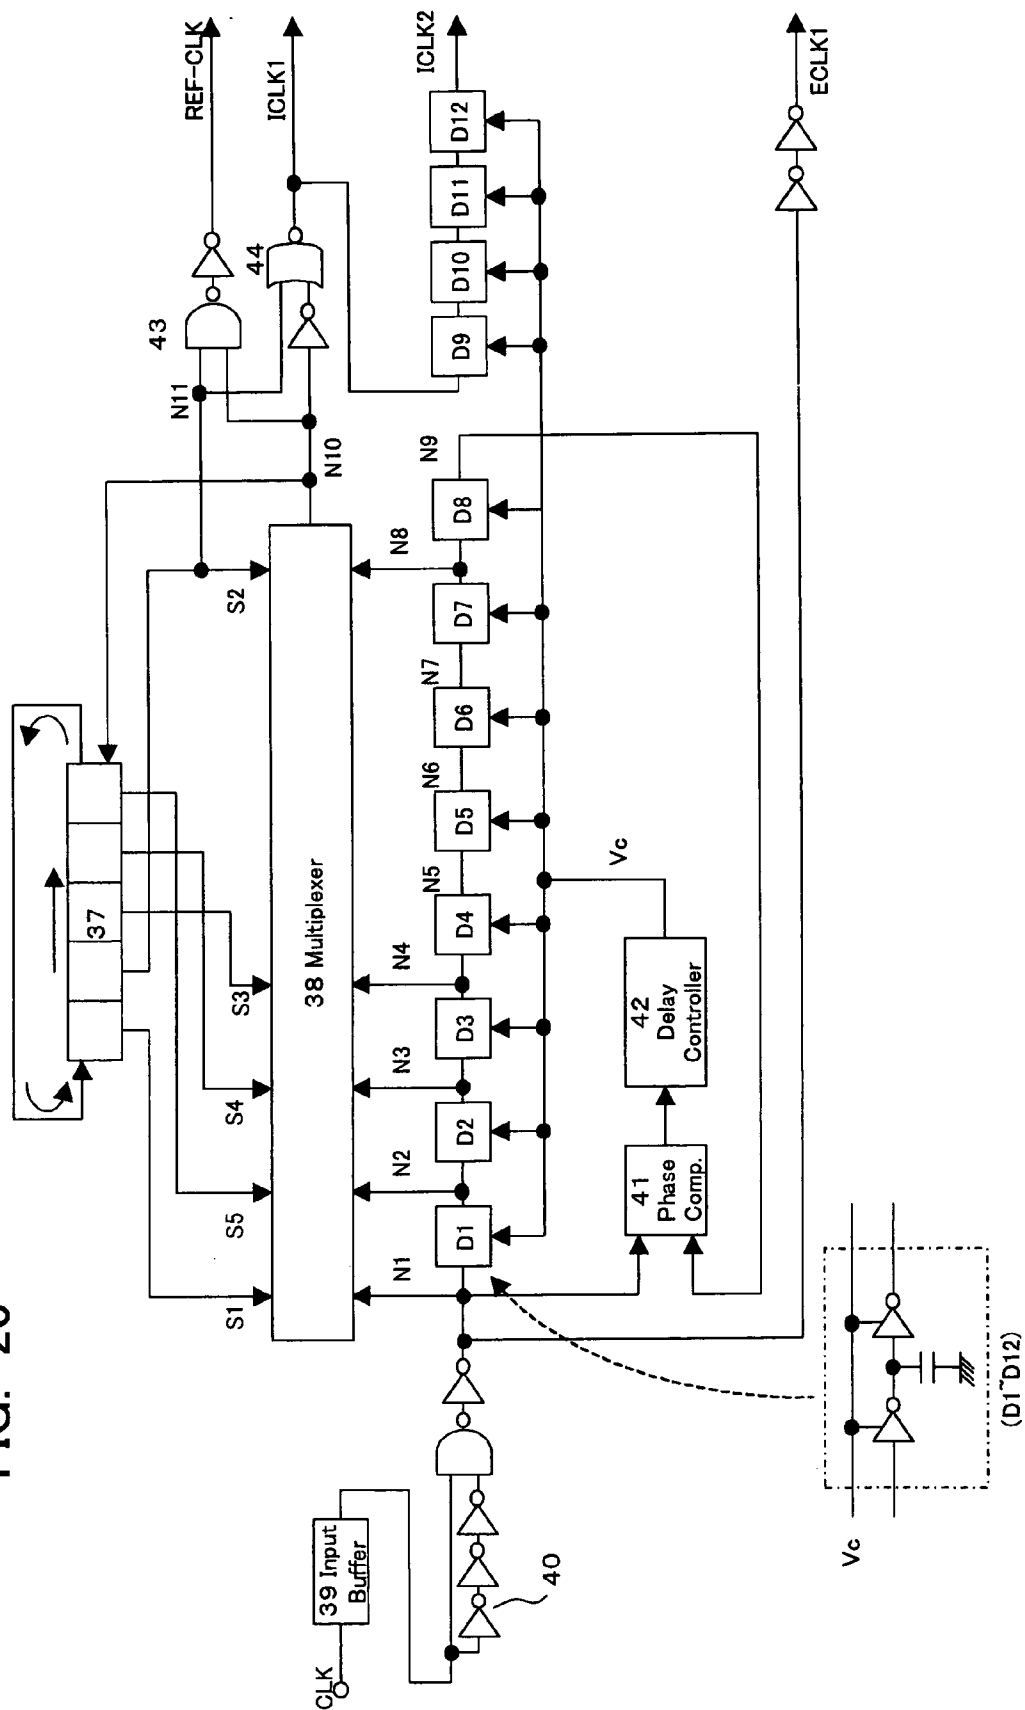 REF-CLK
ICLK1
ICLK2
ECLK1
43
44
N11
N10
37
S1
S5
S4
S3
S2
38 Multiplexer
N1
N2
N3
N4
N5
N6
N7
N8
N9
D1
D2
D3
D4
D5
D6
D7
D8
D9
D10
D11
D12
Vc
41
Phase
Comp.
42
Delay
Controller
CLK
39 Input
Buffer
40
Vc
(D1~D12)